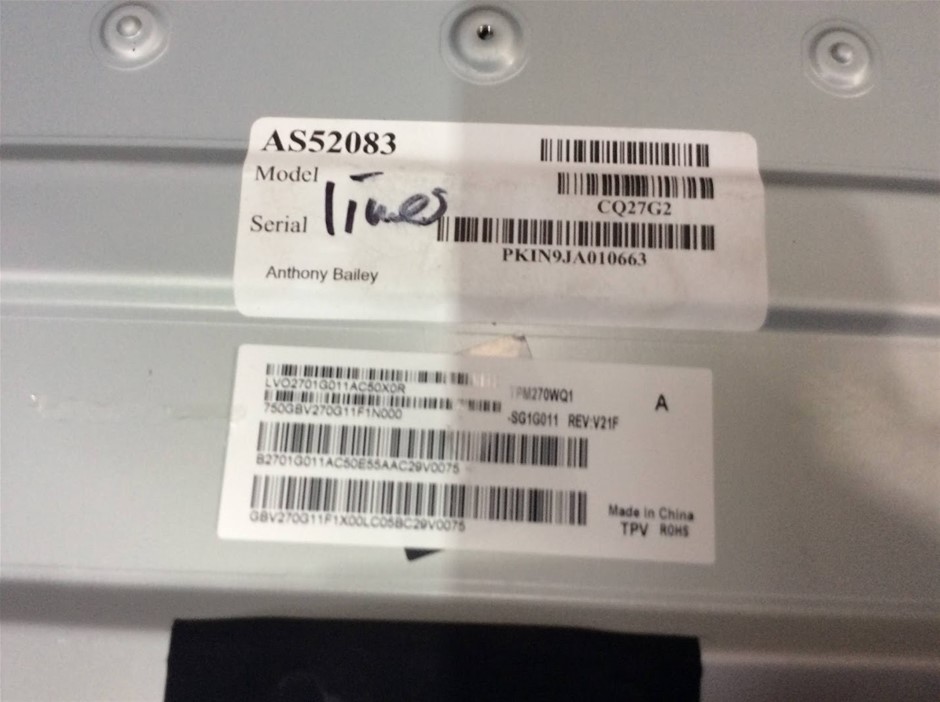 AS52083
Model
CQ27G2
Serial
lines
PKIN9JA010663
Anthony Bailey
LVO2701G011AC50X0R
TPM270WQ1
A
750GBV270G11F1N000
-SG1G011 REV:V21F
B2701G011AC50E55AAC29V0075
GBV270G11F1X00LC05BC29V0075
Made in China
TPV ROHS